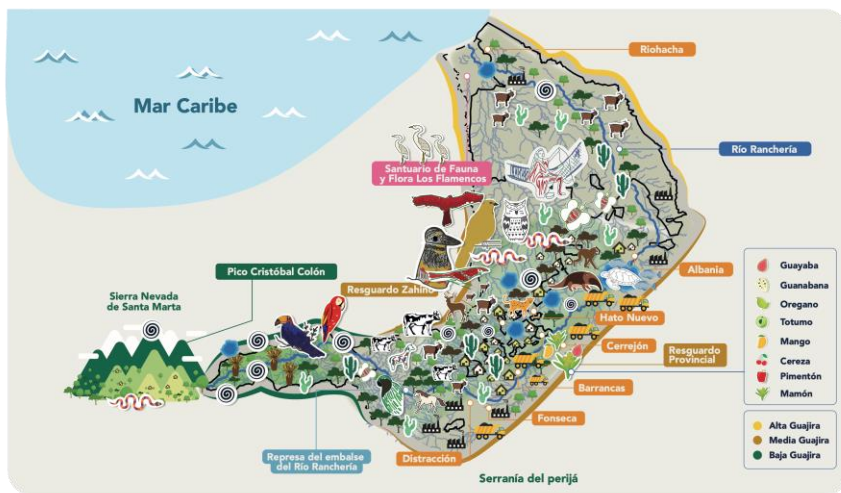 Riohacha
Mar Caribe
Río Ranchería
Santuario de Fauna
y Flora Los Flamencos
Pico Cristóbal Colón
Albania
Resguardo Zahino
Sierra Nevada
de Santa Marta
Hato Nuevo
Cerrejón
Resguardo
Provincial
Barrancas
Fonseca
Represa del embalse
del Río Ranchería
Distracción
Serranía del perijá
Guayaba
Guanabana
Oregano
Totumo
Mango
Cereza
Pimentón
Mamón
Alta Guajira
Media Guajira
Baja Guajira